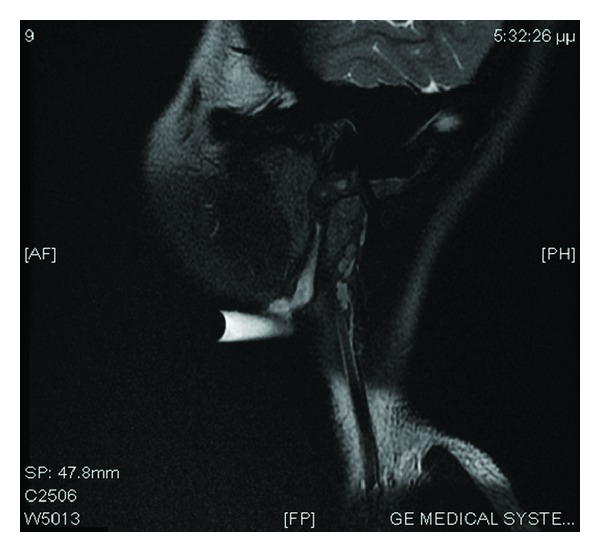 9
5:32:26 μμ
[AF]
[PH]
SP: 47.8mm
C2506
W5013
[FP]
GE MEDICAL SYSTE...